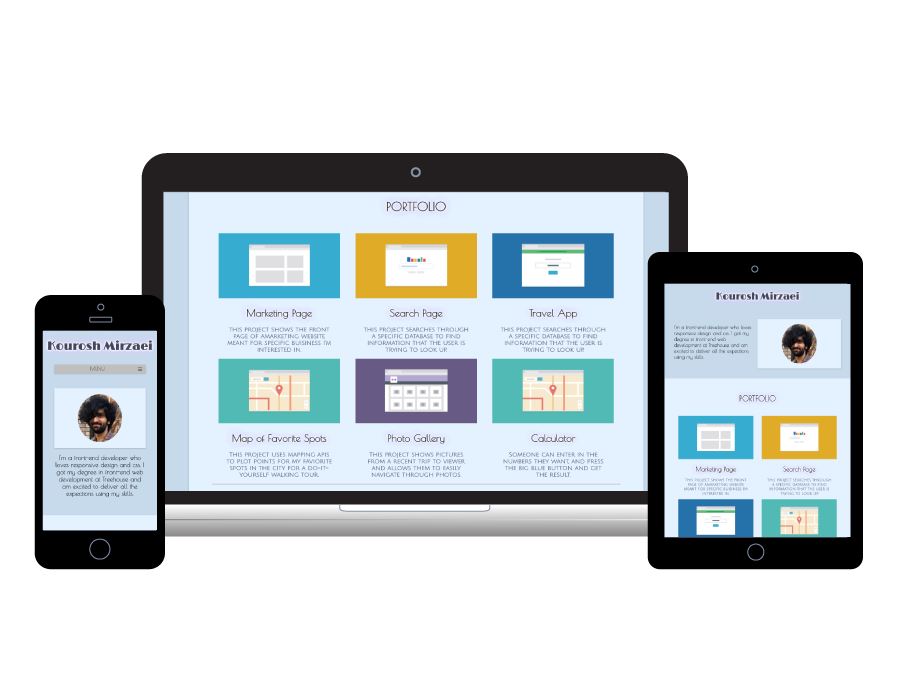 PORTFOLIO
Marketing Page
THIS PROJECT SHOWS THE FRONT
PAGE OF AMARKETING WEBSITE
MEANT FOR SPECIFIC BUSINESS I'M
INTERESTED IN.
Search Page
THIS PROJECT SEARCHES THROUGH
A SPECIFIC DATABASE TO FIND
INFORMATION THAT THE USER IS
TRYING TO LOOK UP.
Travel App
THIS PROJECT SEARCHES THROUGH
A SPECIFIC DATABASE TO FIND
INFORMATION THAT THE USER IS
TRYING TO LOOK UP.
Map of Favorite Spots
THIS PROJECT USES MAPPING APIS
TO PLOT POINTS FOR MY FAVIORITE
SPOTS IN THE CITY FOR A DO-IT-
YOURSELF WALKING TOUR.
Photo Gallery
THIS PROJECT SHOWS PICTURES
FROM A RECENT TRIP TO VIEWER
AND ALLOWS THEM TO EASILY
NAVIGATE THROUGH PHOTOS.
Calculator
SOMEONE CAN ENTER IN THE
NUMBERS THEY WANT, AND PRESS
THE BIG BLUE BUTTON AND GET
THE RESULT.
Kourosh Mirzaei
MENU
I'm a front-end developer who
loves responsive design and css. I
got my degree in front-end web
development at Treehouse and
am excited to deliver all the
expections using my skills.
Kourosh Mirzaei
I'm a front-end developer who loves
responsive design and css. I got my
degree in front-end web
development at Treehouse and am
excited to deliver all the expections
using my skills.
PORTFOLIO
Marketing Page
THIS PROJECT SHOWS THE FRONT
PAGE OF AMARKETING WEBSITE
MEANT FOR SPECIFIC BUSINESS I'M
INTERESTED IN.
Search Page
THIS PROJECT SEARCHES THROUGH
A SPECIFIC DATABASE TO FIND
INFORMATION THAT THE USER IS
TRYING TO LOOK UP.